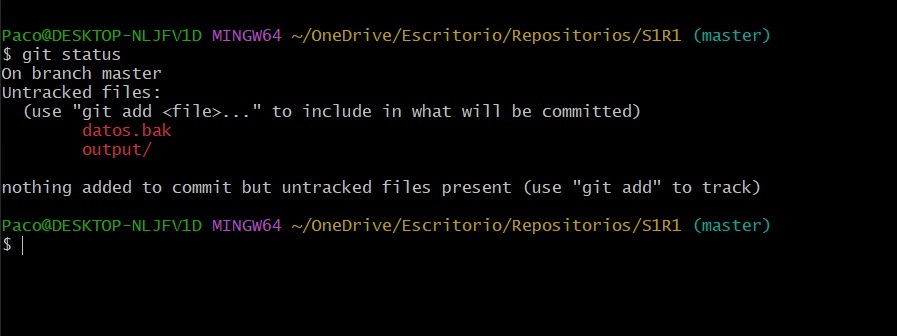 Paco@DESKTOP-NLJFV1D MINGW64 ~/OneDrive/Escritorio/Repositorios/S1R1 (master)
$ git status
On branch master
Untracked files:
  (use "git add <file>..." to include in what will be committed)
        datos.bak
        output/

nothing added to commit but untracked files present (use "git add" to track)

Paco@DESKTOP-NLJFV1D MINGW64 ~/OneDrive/Escritorio/Repositorios/S1R1 (master)
$